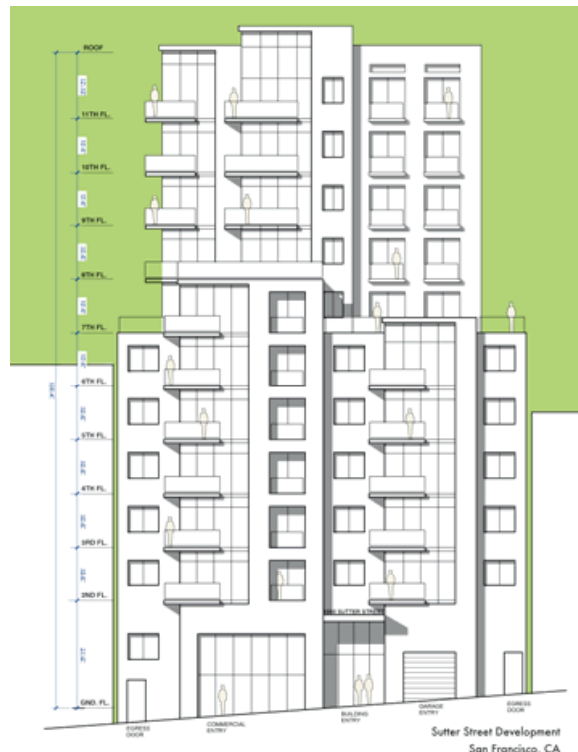 ROOF
11TH FL.
10TH FL.
9TH FL.
8TH FL.
7TH FL.
6TH FL.
5TH FL.
4TH FL.
3RD FL.
2ND FL.
SUTTER STREET
GND. FL.
EGRESS
DOOR
COMMERCIAL
ENTRY
BUILDING
ENTRY
GARAGE
ENTRY
EGRESS
DOOR
Sutter Street Development
San Francisco, CA